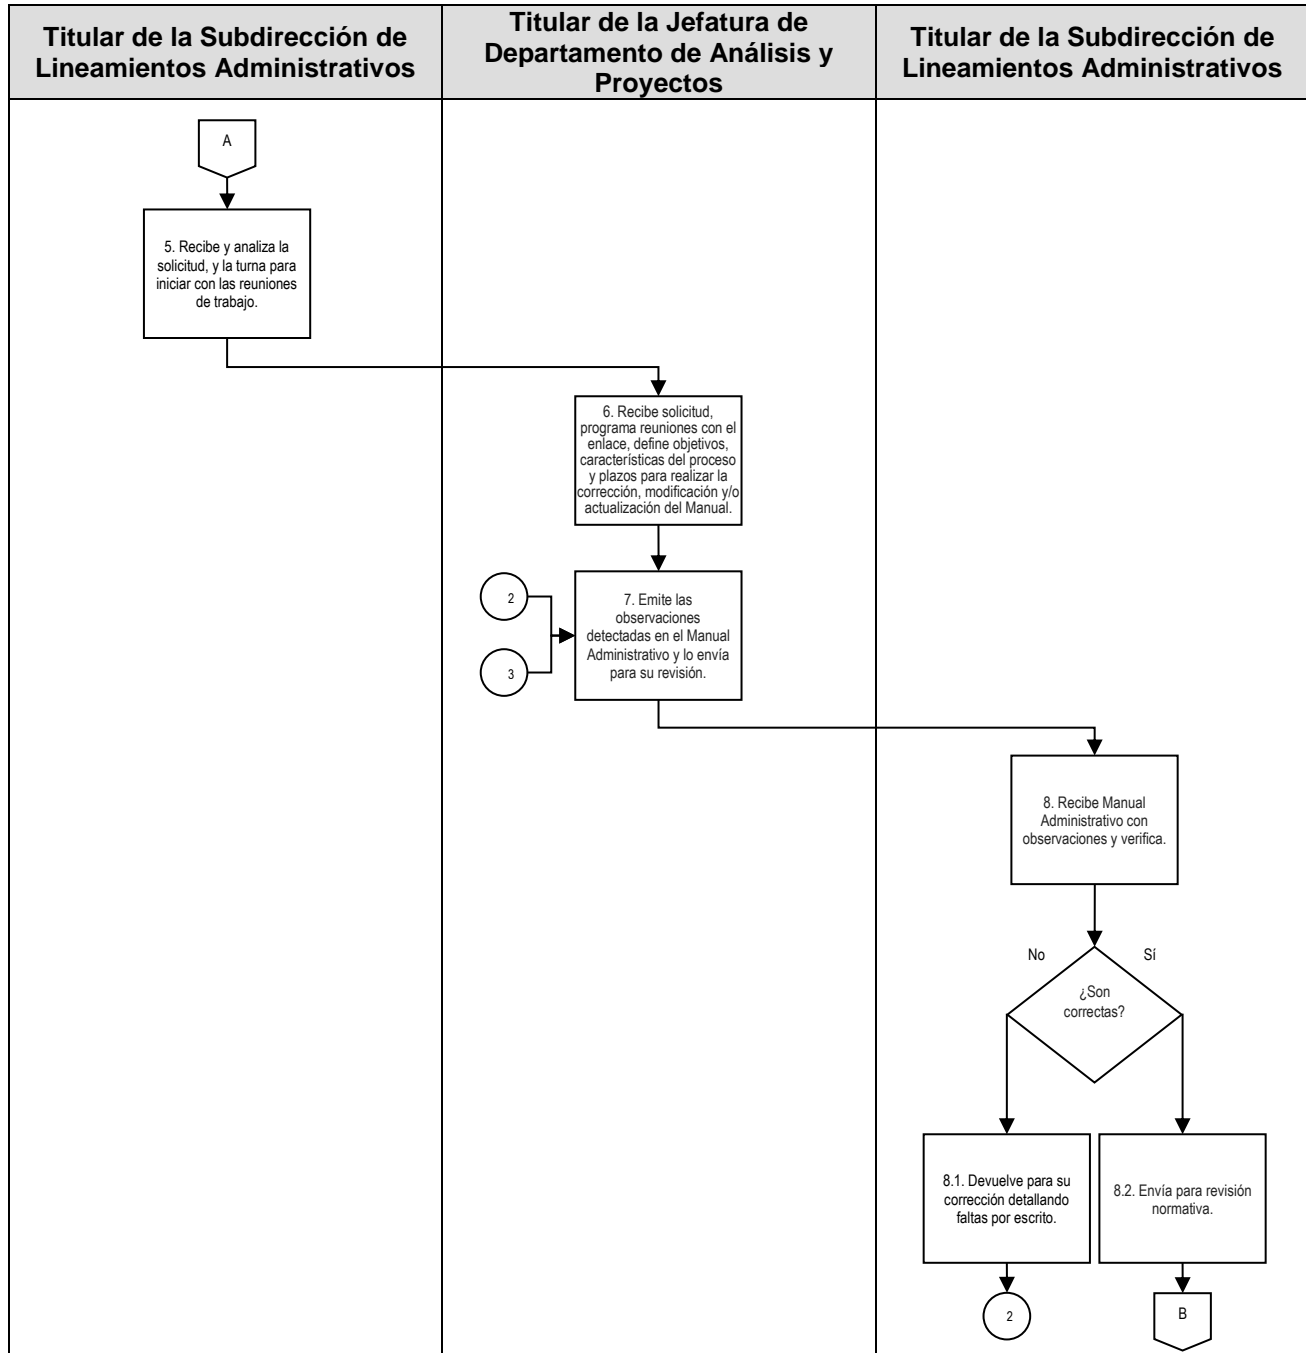 Titular de la Subdirección de
Lineamientos Administrativos
Titular de la Jefatura de
Departamento de Análisis y
Proyectos
Titular de la Subdirección de
Lineamientos Administrativos
A
5. Recibe y analiza la
solicitud, y la turna para
iniciar con las reuniones
de trabajo.
6. Recibe solicitud,
programa reuniones con el
enlace, define objetivos,
características del proceso
y plazos para realizar la
corrección, modificación y/o
actualización del Manual.
2
3
7. Emite las
observaciones
detectadas en el Manual
Administrativo y lo envía
para su revisión.
8. Recibe Manual
Administrativo con
observaciones y verifica.
No
Sí
¿Son
correctas?
8.1. Devuelve para su
corrección detallando
faltas por escrito.
8.2. Envía para revisión
normativa.
2
B